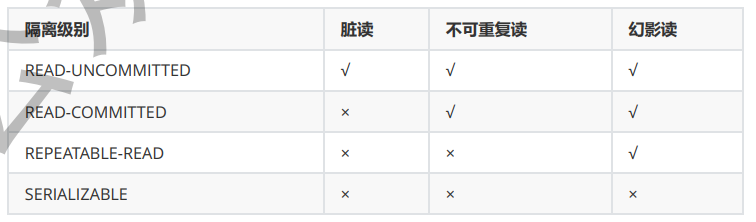 隔离级别 脏读 不可重复读 幻影读
READ-UNCOMMITTED √ √ √
READ-COMMITTED × √ √
REPEATABLE-READ × × √
SERIALIZABLE × × ×